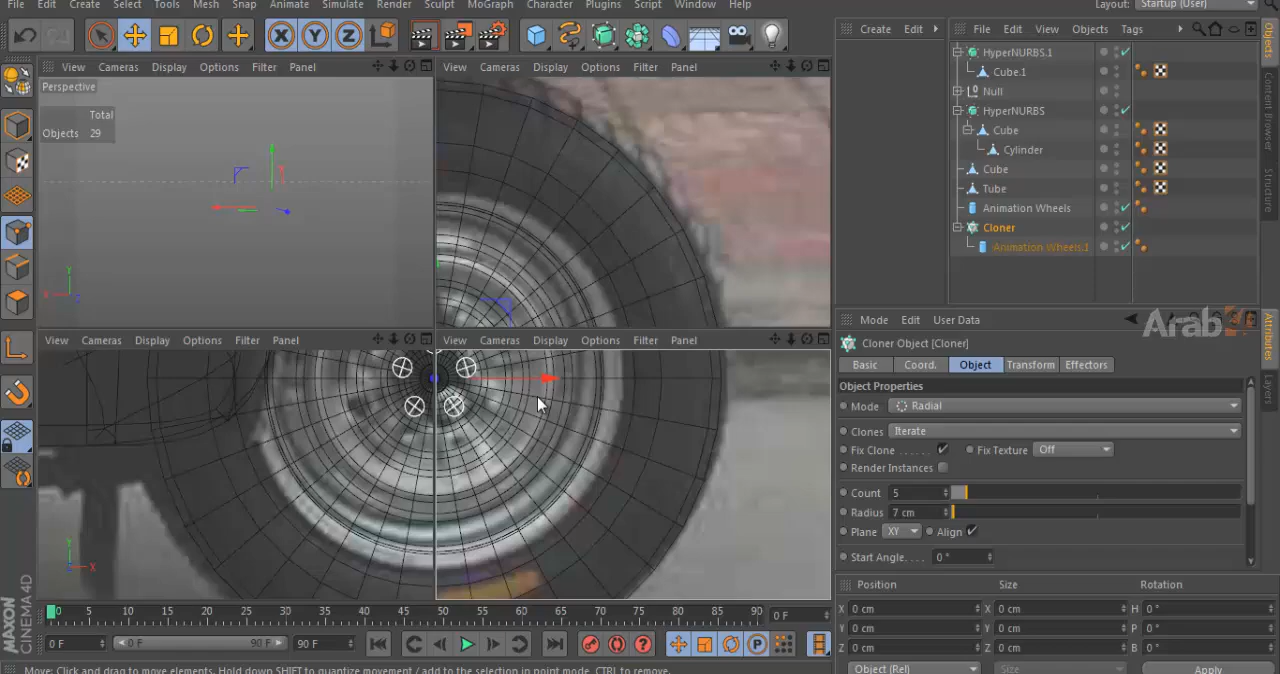 File Edit Create Select Tools Mesh Snap Animate Simulate Render Sculpt MoGraph Character Plugins Script Window Help
Layout: Startup (User)
View Cameras Display Options Filter Panel
View Cameras Display Options Filter Panel
Create Edit
File Edit View Objects Tags
Perspective
Total
Objects 29
HyperNURBS.1
Cube.1
Null
HyperNURBS
Cube
Cylinder
Cube
Tube
Animation Wheels
Cloner
Animation Wheels.1
Objects
Content Browser
Structure
View Cameras Display Options Filter Panel
View Cameras Display Options Filter Panel
Mode Edit User Data
Arab
Cloner Object [Cloner]
Basic Coord. Object Transform Effectors
Object Properties
Mode Radial
Clones Iterate
Fix Clone Fix Texture Off
Render Instances
Count 5
Radius 7 cm
Plane XY Align
Start Angle 0 °
Attributes
Layers
Position Size Rotation
X 0 cm X 0 cm H 0 °
Y 0 cm Y 0 cm P 0 °
Z 0 cm Z 0 cm B 0 °
Object (Rel) Size Apply
0 5 10 15 20 25 30 35 40 45 50 55 60 65 70 75 80 85 90 0 F
0 F 0 F 90 F 90 F
MAXON
CINEMA 4D
Move: Click and drag to move elements. Hold down SHIFT to quantize movement / add to the selection in point mode, CTRL to remove.